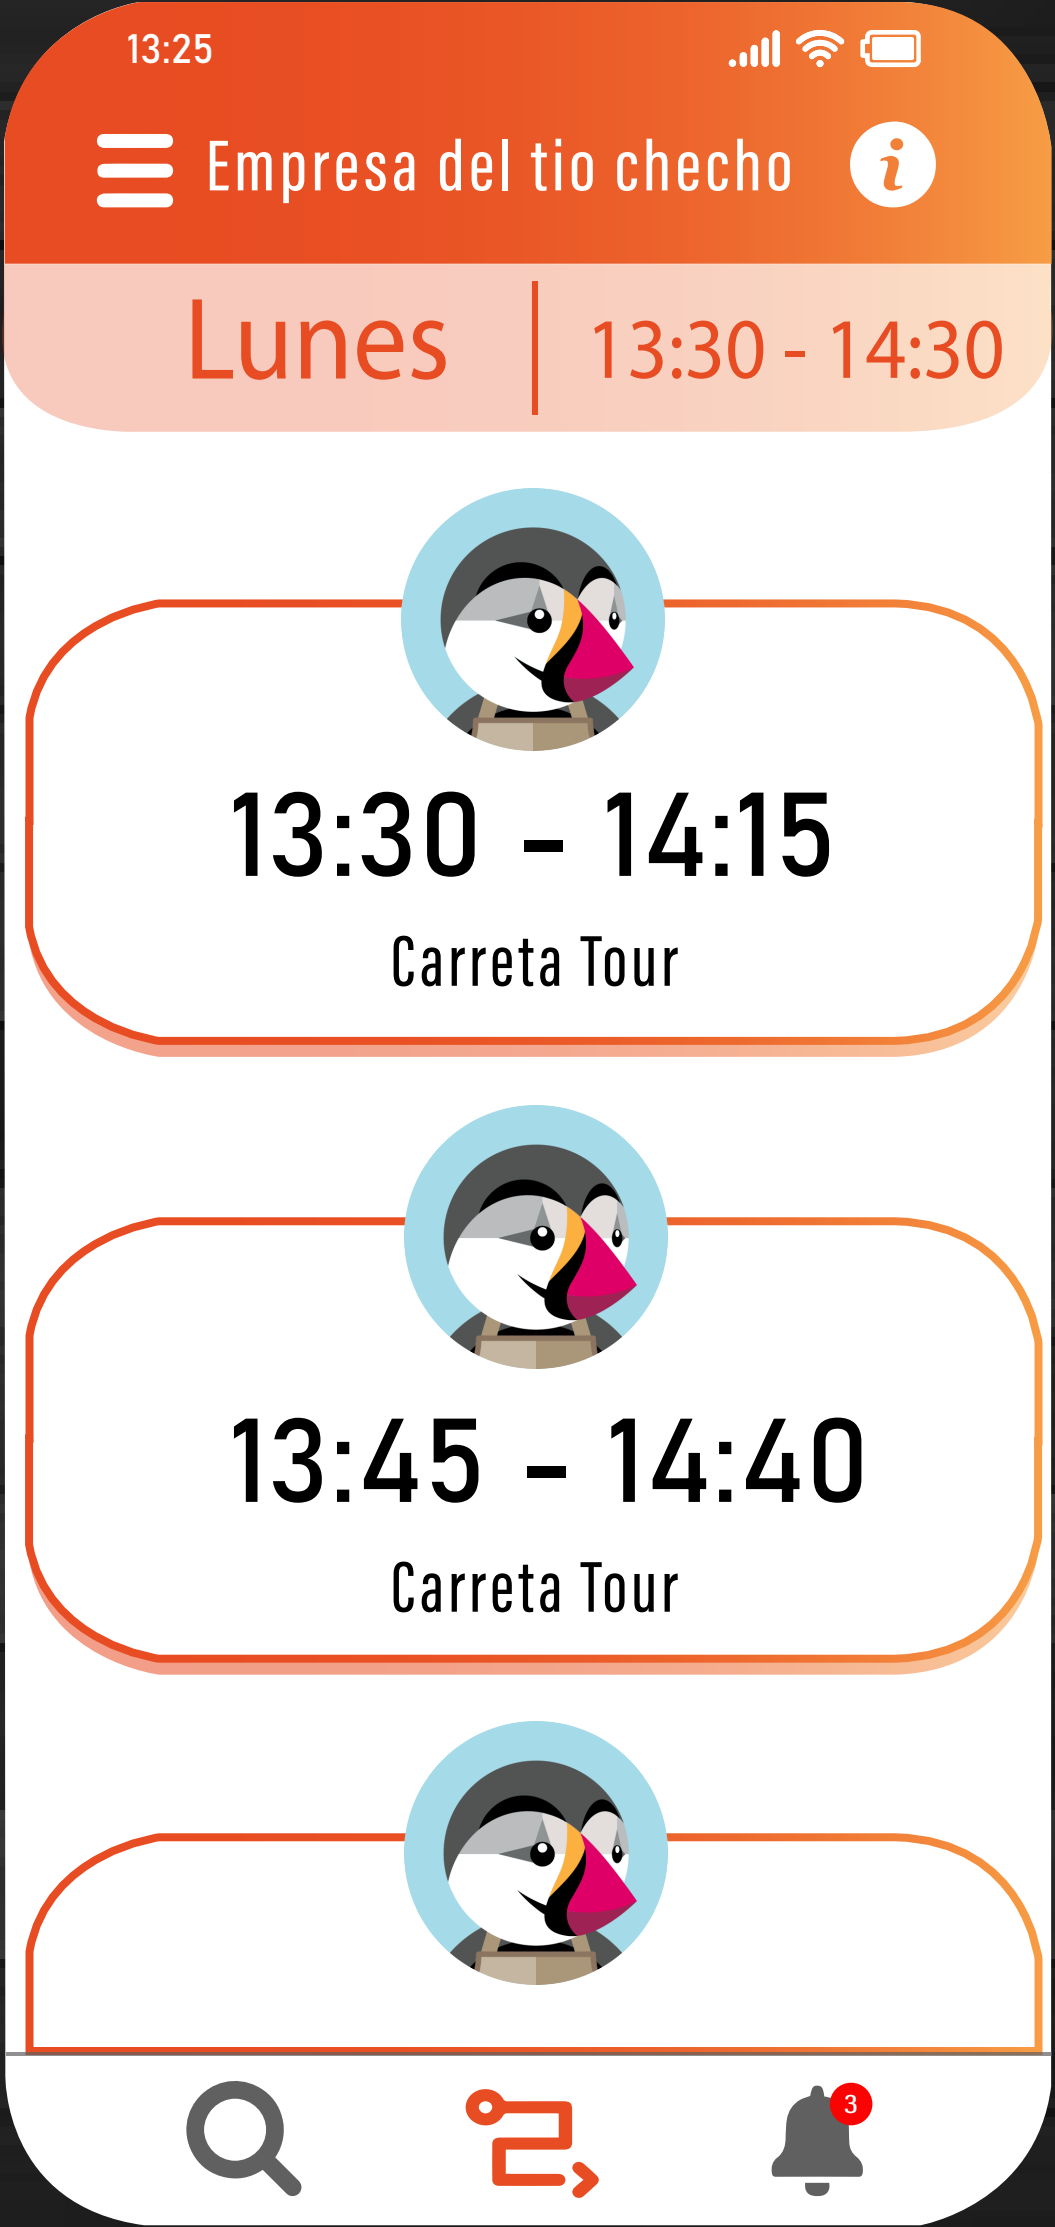 13:25
Empresa del tio checho
i
Lunes
13:30 - 14:30
13:30 - 14:15
Carreta Tour
13:45 - 14:40
Carreta Tour
3